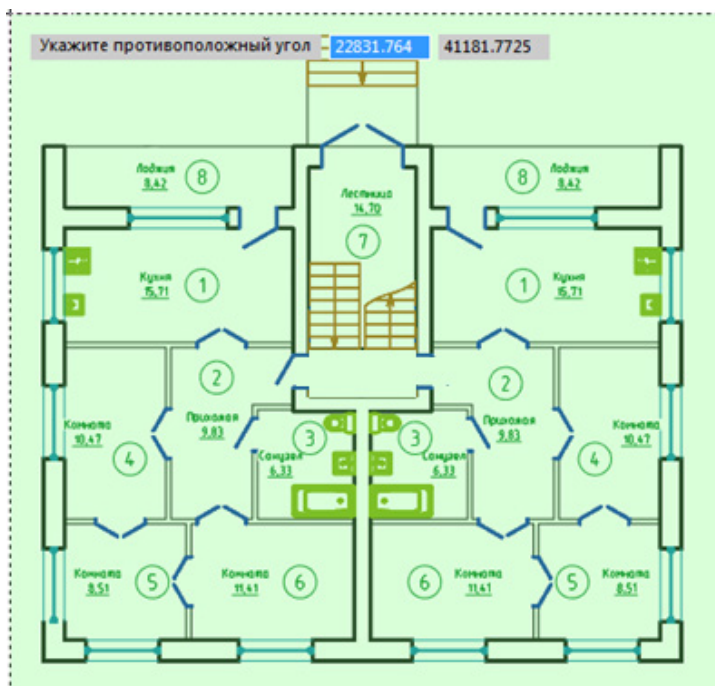 Укажите противоположный угол 22831.764 41181.7725
Лоджия
8,42
8
8
Лоджия
8,42
Лестница
14,70
7
Кухня
15,71
1
1
Кухня
15,71
2
Прихожая
9,83
2
Прихожая
9,83
Комната
10,47
4
3
Санузел
6,33
3
Санузел
6,33
Комната
10,47
4
Комната
8,51
5
Комната
11,41
6
6
Комната
11,41
5
Комната
8,51